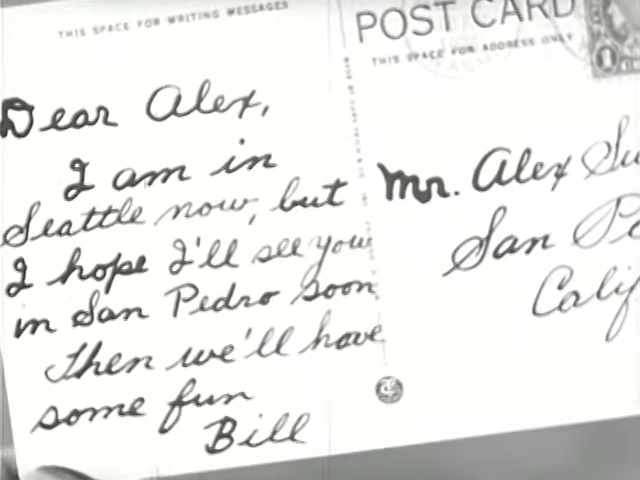 THIS SPACE FOR WRITING MESSAGES
POST CARD
THIS SPACE FOR ADDRESS ONLY
Dear Alex,
I am in
Seattle now, but
I hope I'll see you
in San Pedro soon
Then we'll have
some fun
Bill
Mr. Alex
San
1